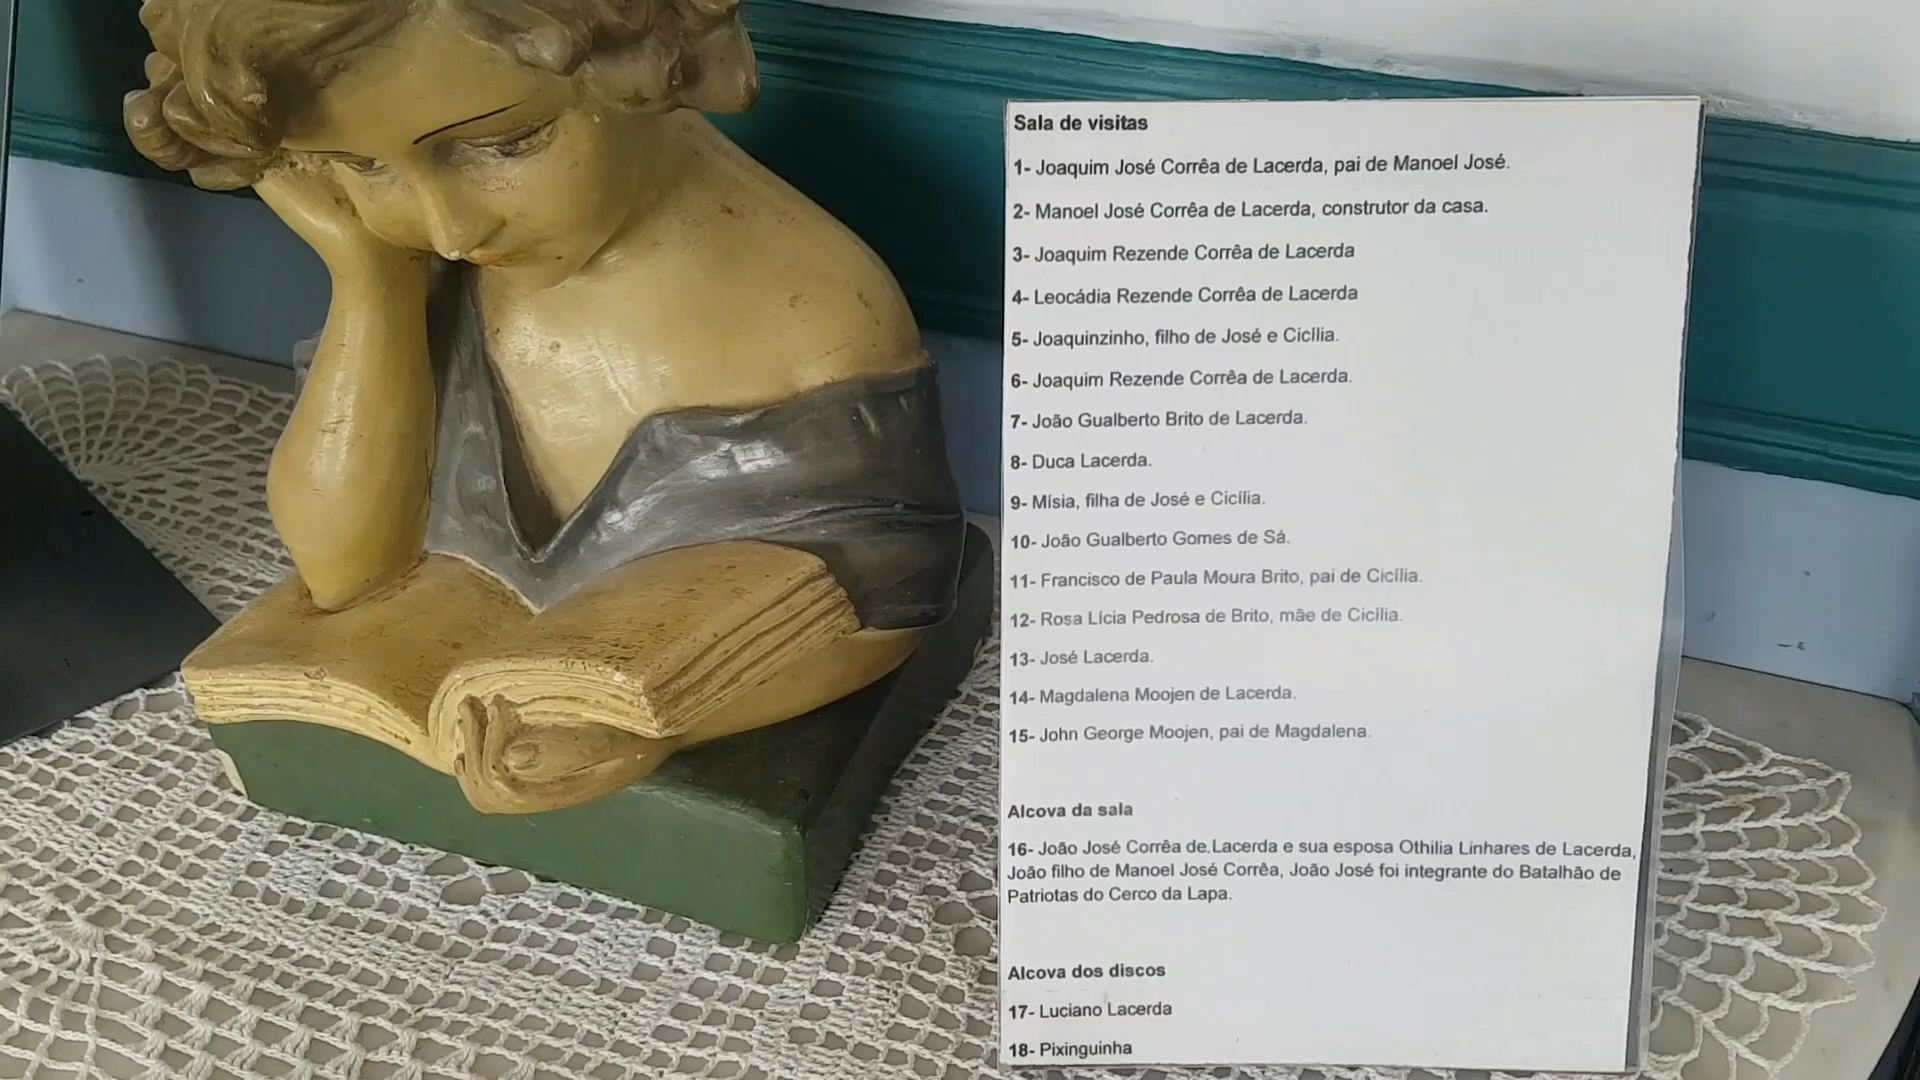 Sala de visitas
1- Joaquim José Corrêa de Lacerda, pai de Manoel José.
2- Manoel José Corrêa de Lacerda, construtor da casa.
3- Joaquim Rezende Corrêa de Lacerda
4- Leocádia Rezende Corrêa de Lacerda
5- Joaquinzinho, filho de José e Cicília.
6- Joaquim Rezende Corrêa de Lacerda.
7- João Gualberto Brito de Lacerda.
8- Duca Lacerda.
9- Mísia, filha de José e Cicília.
10- João Gualberto Gomes de Sá.
11- Francisco de Paula Moura Brito, pai de Cicília.
12- Rosa Lícia Pedrosa de Brito, mãe de Cicília.
13- José Lacerda.
14- Magdalena Moojen de Lacerda.
15- John George Moojen, pai de Magdalena.
Alcova da sala
16- João José Corrêa de Lacerda e sua esposa Othilia Linhares de Lacerda,
João filho de Manoel José Corrêa, João José foi integrante do Batalhão de
Patriotas do Cerco da Lapa.
Alcova dos discos
17- Luciano Lacerda
18- Pixinguinha